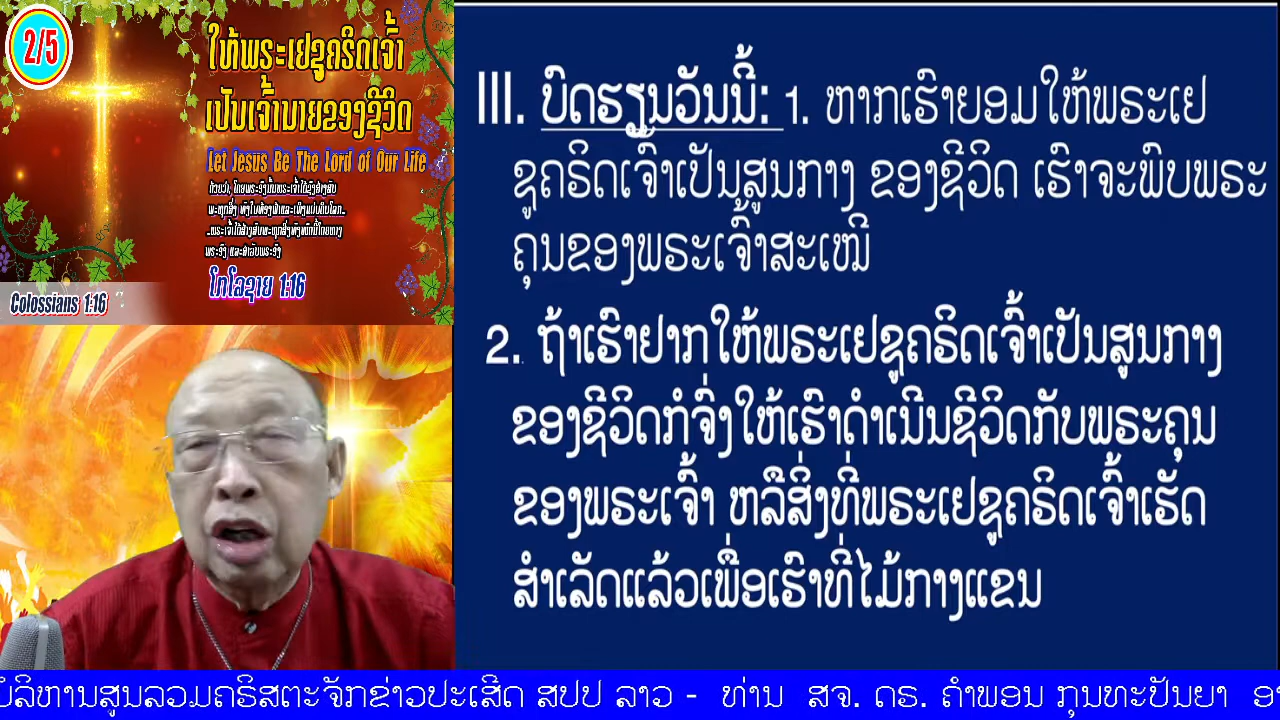 2/5
ໃຫ້ພຣະເຢຊູຄຣິດເຈົ້າ
ເປັນເຈົ້ານາຍຂອງຊີວິດ
Let Jesus Be The Lord of Our Life
ໂກໂລຊາຍ 1:16
Colossians 1:16
III. ບົດຮຽນວັນນີ້: 1. ຫາກເຮົາຍອມໃຫ້ພຣະເຢ
ຊູຄຣິດເຈົ້າເປັນສູນກາງ ຂອງຊີວິດ ເຮົາຈະພົບພຣະ
ຄຸນຂອງພຣະເຈົ້າສະເໝີ
2. ຖ້າເຮົາຢາກໃຫ້ພຣະເຢຊູຄຣິດເຈົ້າເປັນສູນກາງ
ຂອງຊີວິດກໍຈົ່ງໃຫ້ເຮົາດຳເນີນຊີວິດກັບພຣະຄຸນ
ຂອງພຣະເຈົ້າ ຫລືສິ່ງທີ່ພຣະເຢຊູຄຣິດເຈົ້າເຮັດ
ສຳເລັດແລ້ວເພື່ອເຮົາທີ່ໄມ້ກາງແຂນ
ບໍລິຫານສູນລວມຄຣິສຕະຈັກຂ່າວປະເສີດ ສປປ ລາວ - ທ່ານ ສຈ. ດຣ. ຄຳພອນ ກຸນທະປັນຍາ